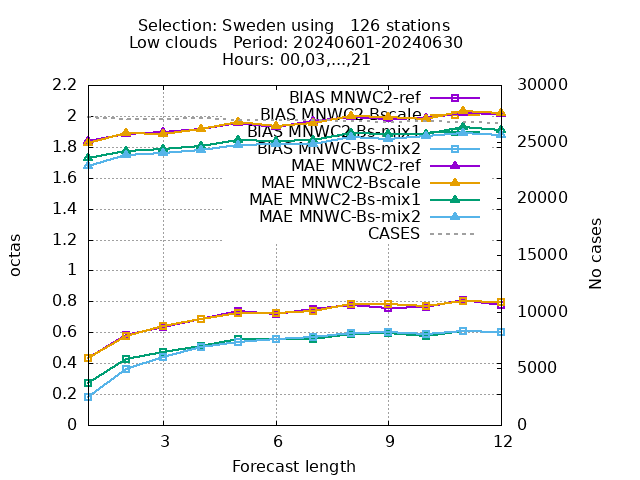 Selection: Sweden using   126 stations
Low clouds   Period: 20240601-20240630
Hours: 00,03,...,21
2.2
2
1.8
1.6
1.4
1.2
1
0.8
0.6
0.4
0.2
0
octas
BIAS MNWC2-ref
BIAS MNWC2-Bscale
BIAS MNWC2-Bs-mix1
BIAS MNWC-Bs-mix2
MAE MNWC2-ref
MAE MNWC2-Bscale
MAE MNWC2-Bs-mix1
MAE MNWC-Bs-mix2
CASES
30000
25000
20000
15000
10000
5000
0
No cases
3 6 9 12
Forecast length